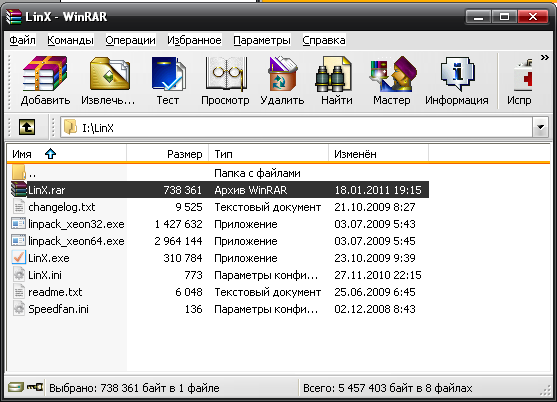 LinX - WinRAR
Файл Команды Операции Избранное Параметры Справка
Добавить Извлечь... Тест Просмотр Удалить Найти Мастер Информация Испр
I:\LinX
Имя Размер Тип Изменён
.. Папка с файлами
LinX.rar 738 361 Архив WinRAR 18.01.2011 19:15
changelog.txt 9 525 Текстовый документ 21.10.2009 8:27
linpack_xeon32.exe 1 427 632 Приложение 03.07.2009 5:43
linpack_xeon64.exe 2 964 144 Приложение 03.07.2009 5:45
LinX.exe 310 784 Приложение 23.10.2009 9:39
LinX.ini 773 Параметры конфи... 27.11.2010 22:15
readme.txt 6 048 Текстовый документ 25.06.2009 6:45
Speedfan.ini 136 Параметры конфи... 02.12.2008 8:43
Выбрано: 738 361 байт в 1 файле Всего: 5 457 403 байт в 8 файлах